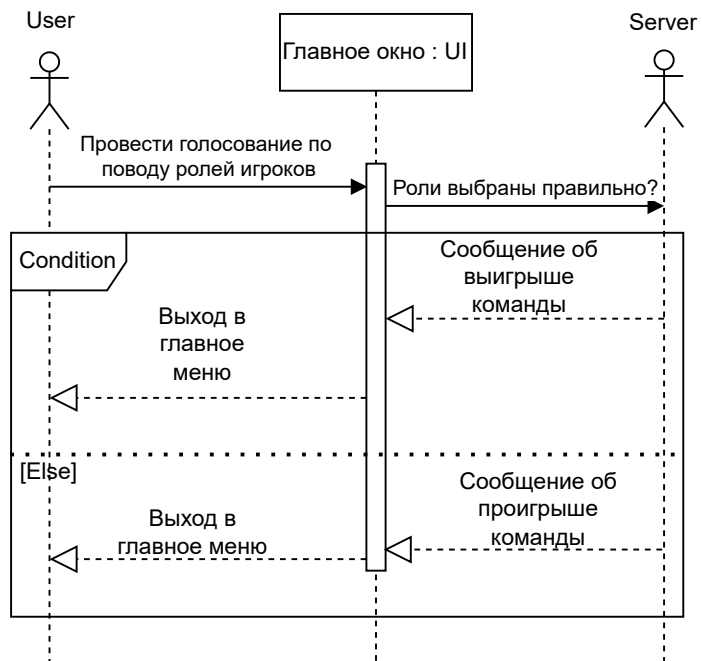 User
Главное окно : UI
Server
Провести голосование по
поводу ролей игроков
Роли выбраны правильно?
Condition
Сообщение об
выигрыше
команды
Выход в
главное
меню
[Else]
Сообщение об
проигрыше
команды
Выход в
главное меню